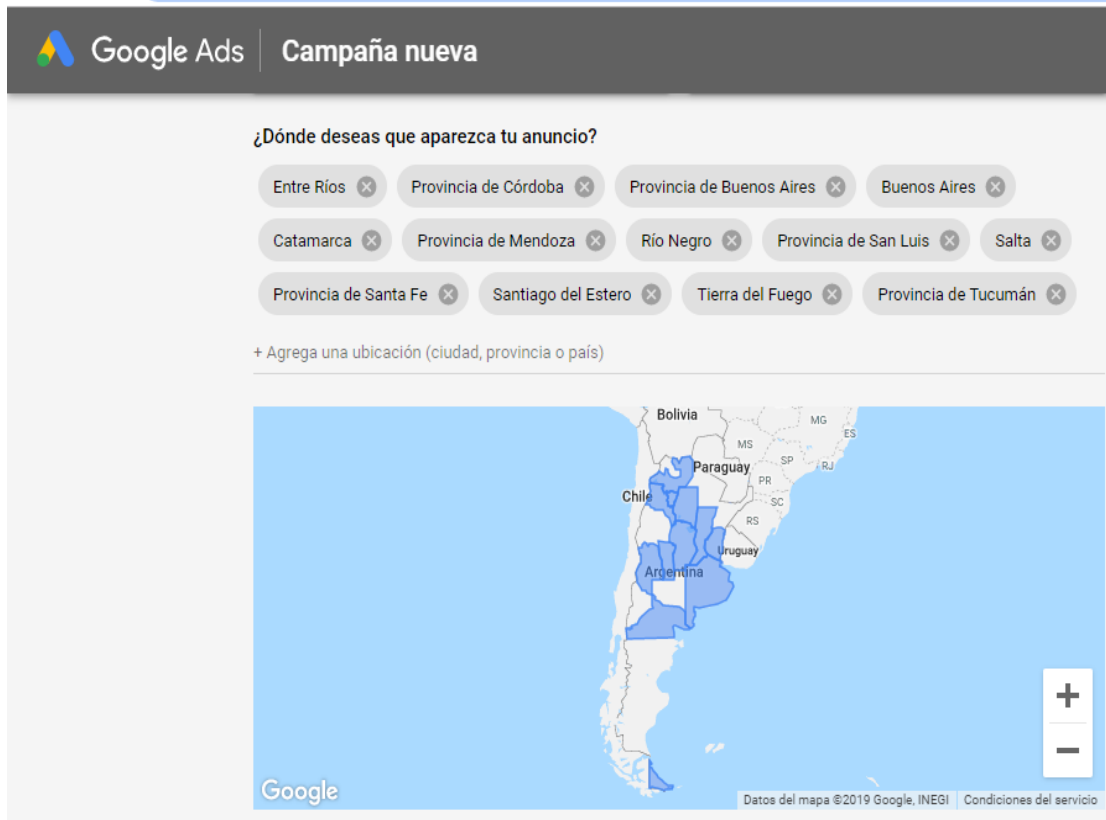 Google Ads Campaña nueva
¿Dónde deseas que aparezca tu anuncio?
Entre Ríos Provincia de Córdoba Provincia de Buenos Aires Buenos Aires
Catamarca Provincia de Mendoza Río Negro Provincia de San Luis Salta
Provincia de Santa Fe Santiago del Estero Tierra del Fuego Provincia de Tucumán
+ Agrega una ubicación (ciudad, provincia o país)
Bolivia
MG
ES
MS
SP
RJ
Paraguay
PR
Chile
SC
RS
Uruguay
Argentina
+
−
Google
Datos del mapa ©2019 Google, INEGI Condiciones del servicio